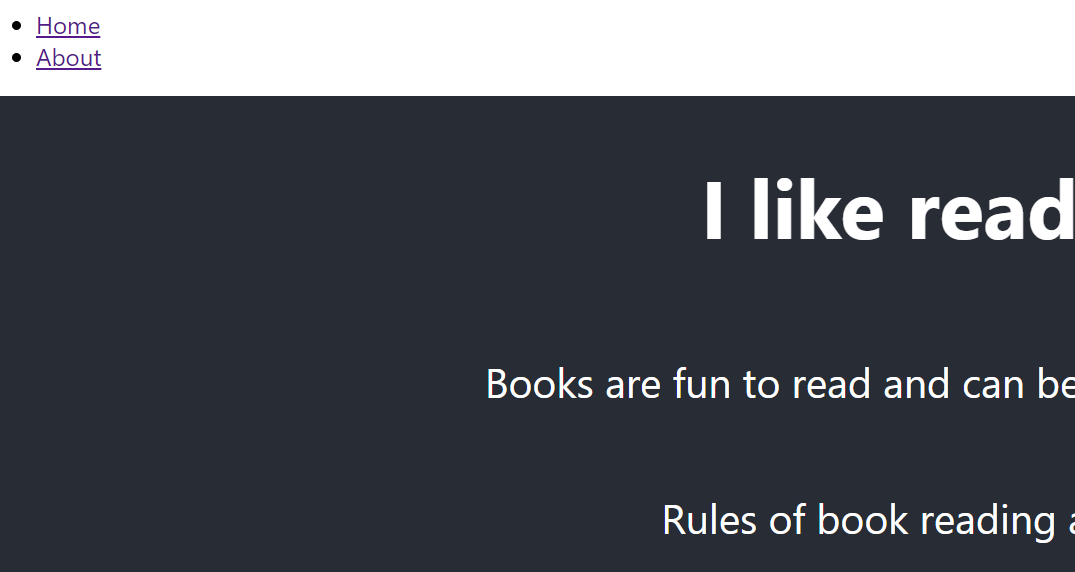 Home
About
I like read
Books are fun to read and can be
Rules of book reading